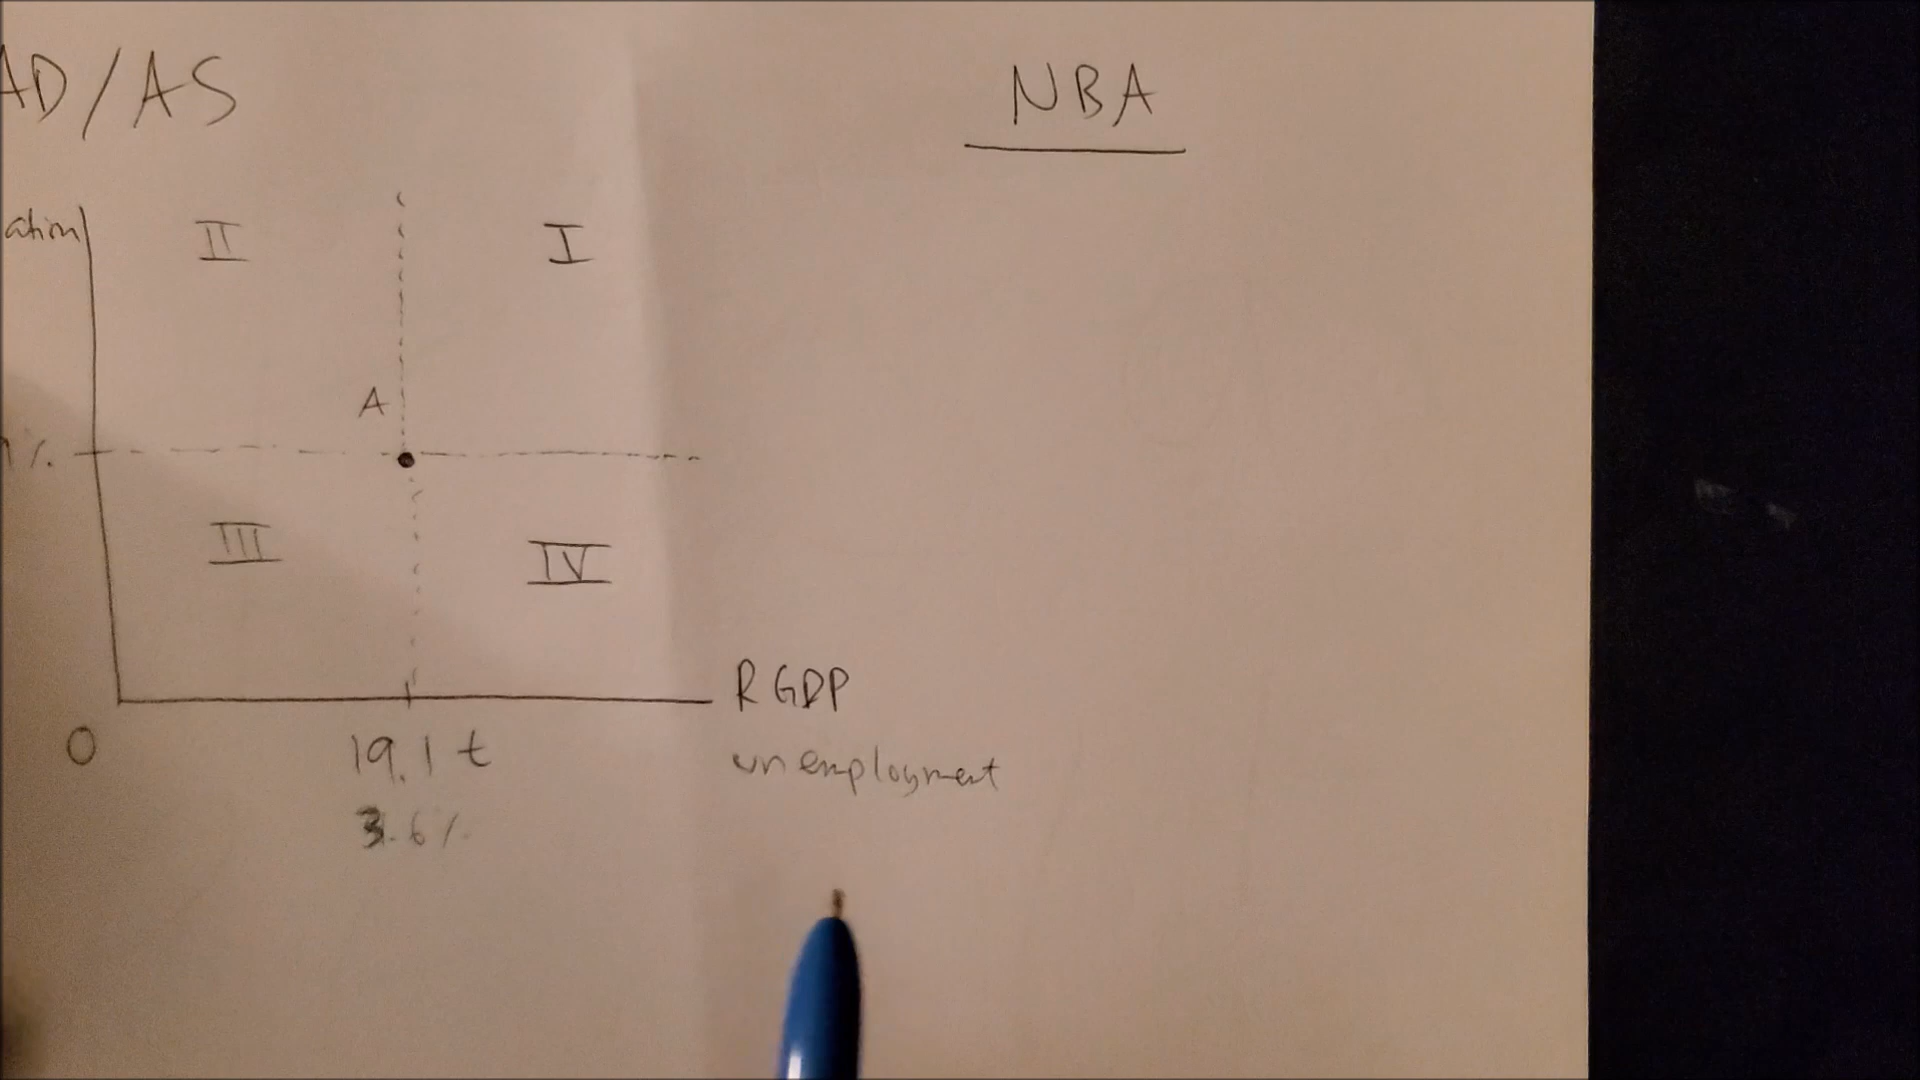 AD/AS
NBA
ation
II
I
A
%.
III
IV
RGDP
0
19.1 t
unemployment
3.6%